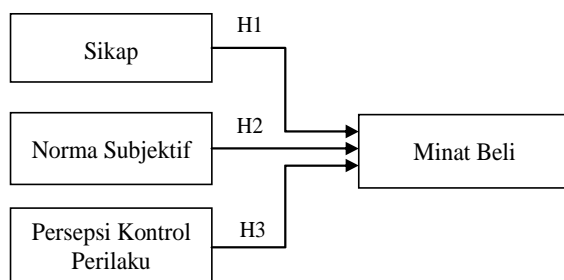 H1
Sikap
H2
Norma Subjektif
Minat Beli
H3
Persepsi Kontrol
Perilaku